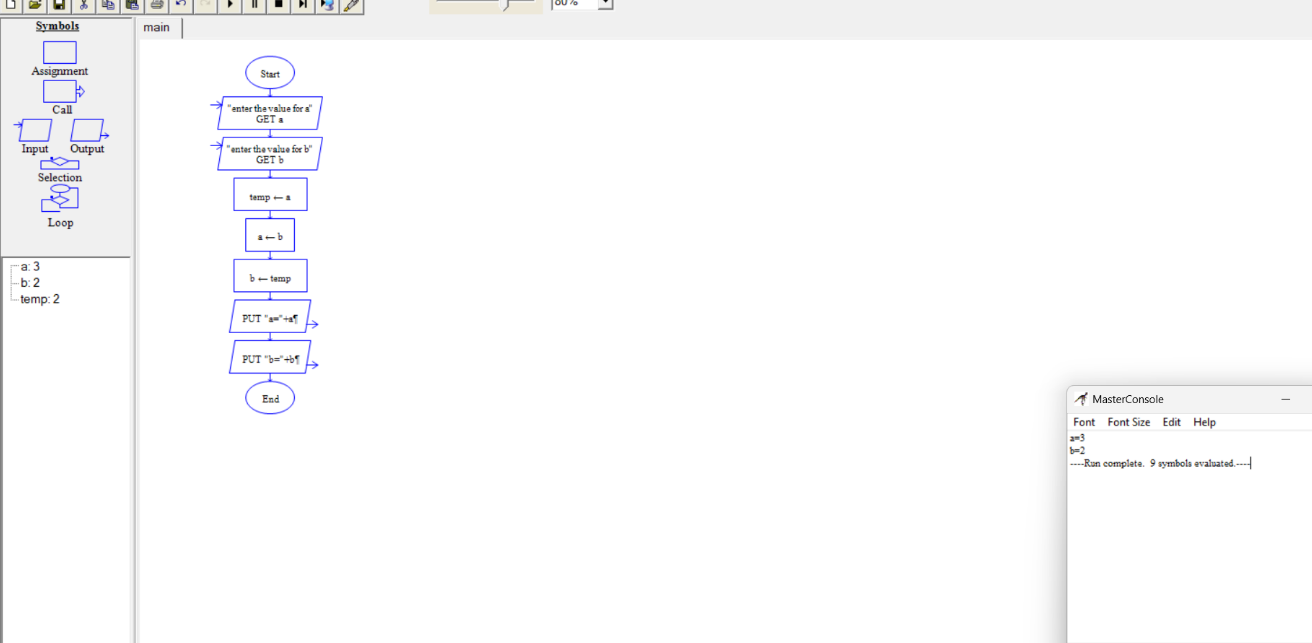 80%
Symbols
main
Assignment
Call
Input Output
Selection
Loop
a: 3
b: 2
temp: 2
Start
"enter the value for a"
GET a
"enter the value for b"
GET b
temp ← a
a ← b
b ← temp
PUT "a="+a¶
PUT "b="+b¶
End
MasterConsole
Font Font Size Edit Help
a=3
b=2
----Run complete. 9 symbols evaluated.----